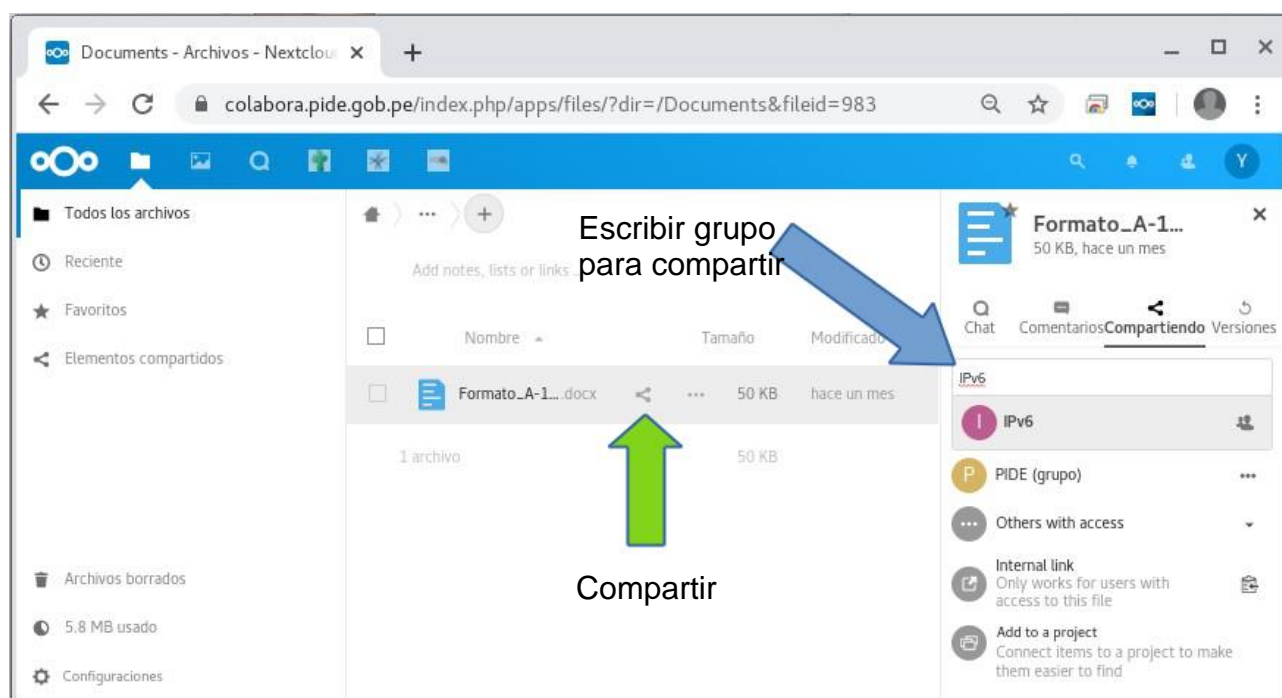 Documents - Archivos - Nextclou
colabora.pide.gob.pe/index.php/apps/files/?dir=/Documents&fileid=983
Y
Todos los archivos
Reciente
Favoritos
Elementos compartidos
Archivos borrados
5.8 MB usado
Configuraciones
Add notes, lists or links
Escribir grupo
para compartir
Nombre Tamaño Modificado
Formato_A-1... .docx 50 KB hace un mes
1 archivo 50 KB
Compartir
Formato_A-1...
50 KB, hace un mes
Chat Comentarios Compartiendo Versiones
IPv6
I IPv6
P PIDE (grupo)
Others with access
Internal link
Only works for users with
access to this file
Add to a project
Connect items to a project to make
them easier to find